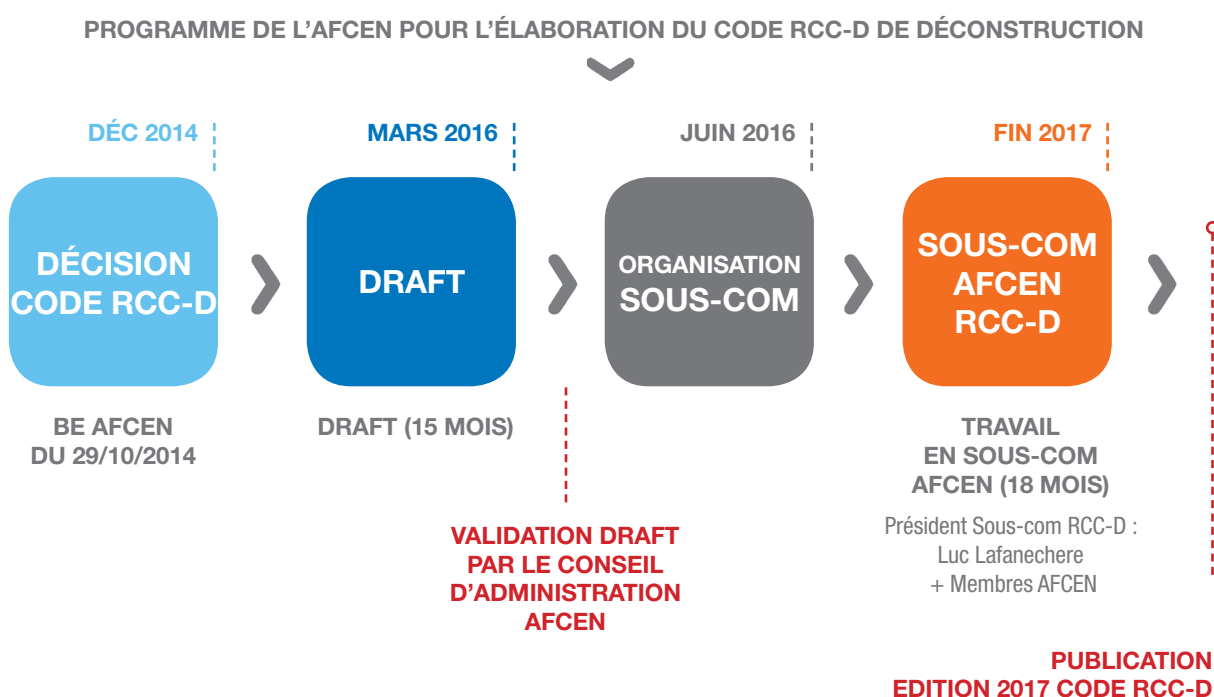 PROGRAMME DE L'AFCEN POUR L'ÉLABORATION DU CODE RCC-D DE DÉCONSTRUCTION
DÉC 2014
MARS 2016
JUIN 2016
FIN 2017
DÉCISION
CODE RCC-D
DRAFT
ORGANISATION
SOUS-COM
SOUS-COM
AFCEN
RCC-D
BE AFCEN
DU 29/10/2014
DRAFT (15 MOIS)
TRAVAIL
EN SOUS-COM
AFCEN (18 MOIS)
Président Sous-com RCC-D :
Luc Lafanechere
+ Membres AFCEN
VALIDATION DRAFT
PAR LE CONSEIL
D'ADMINISTRATION
AFCEN
PUBLICATION
EDITION 2017 CODE RCC-D